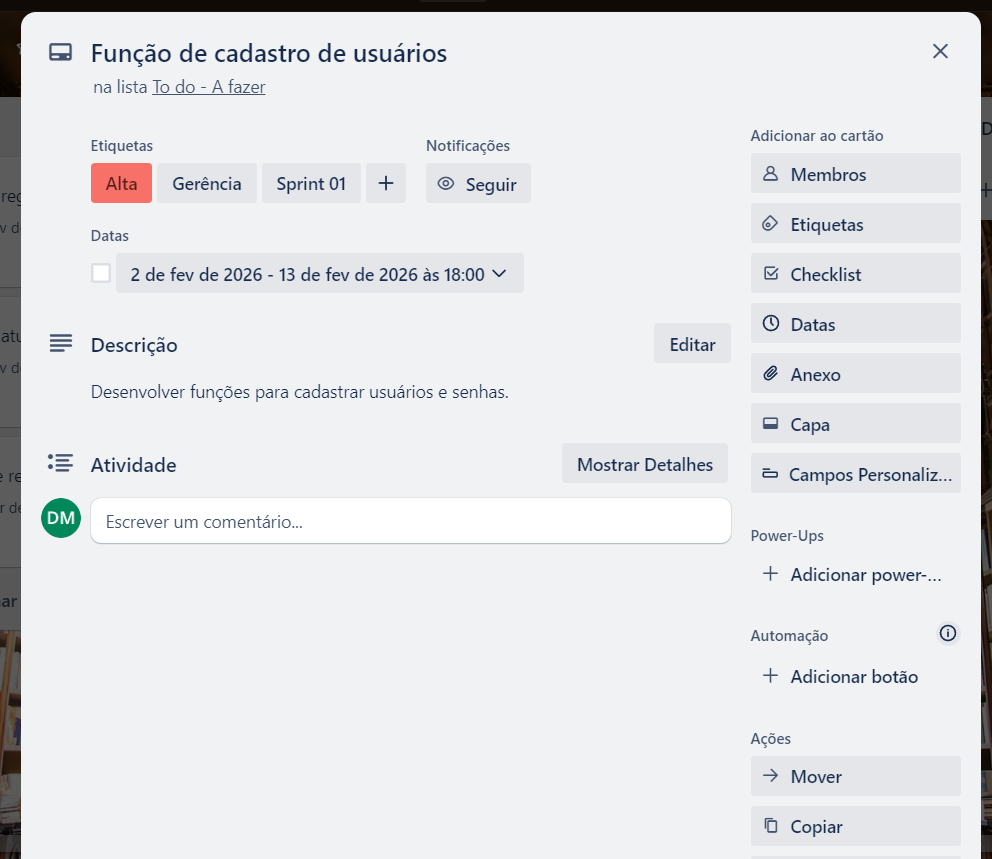 Função de cadastro de usuários
na lista To do - A fazer
Etiquetas
Alta
Gerência
Sprint 01
Notificações
Seguir
Datas
2 de fev de 2026 - 13 de fev de 2026 às 18:00
Descrição
Editar
Desenvolver funções para cadastrar usuários e senhas.
Atividade
Mostrar Detalhes
DM
Escrever um comentário...
Adicionar ao cartão
Membros
Etiquetas
Checklist
Datas
Anexo
Capa
Campos Personaliz...
Power-Ups
Adicionar power-...
Automação
Adicionar botão
Ações
Mover
Copiar